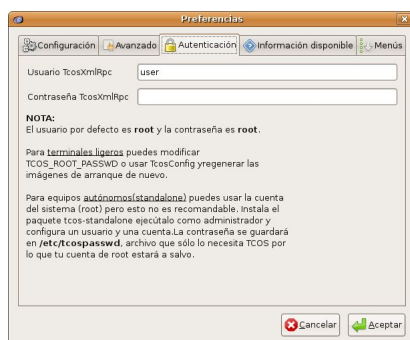 Preferencias
Configuración Avanzado Autenticación Información disponible Menús
Usuario TcosXmlRpc user
Contraseña TcosXmlRpc
NOTA:
El usuario por defecto es root y la contraseña es root.
Para terminales ligeros puedes modificar
TCOS_ROOT_PASSWD o usar TcosConfig yregenerar las
imágenes de arranque de nuevo.
Para equipos autónomos(standalone) puedes usar la cuenta
del sistema (root) pero esto no es recomandable. Instala el
paquete tcos-standalone ejecútalo como administrador y
configura un usuario y una cuenta.La contraseña se guardará
en /etc/tcospasswd, archivo que sólo lo necesita TCOS por
lo que tu cuenta de root estará a salvo.
Cancelar Aceptar